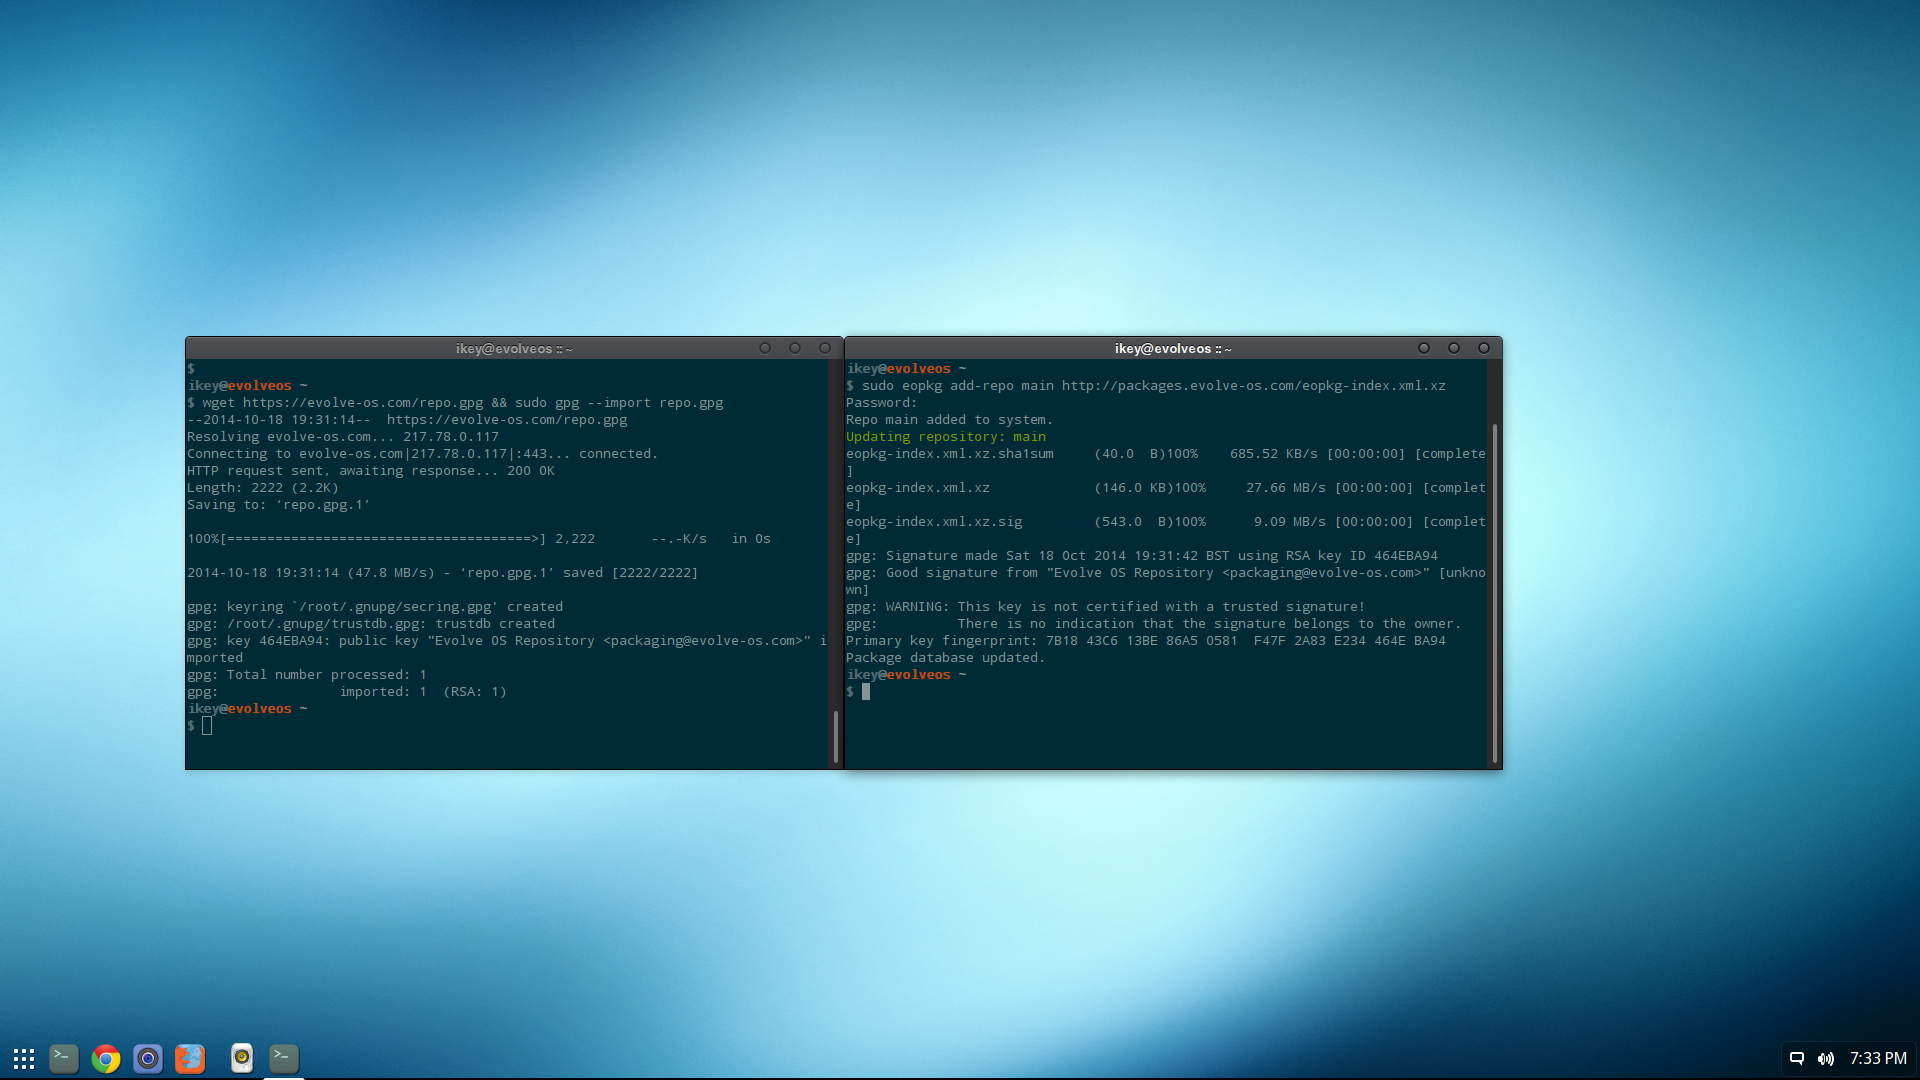 ikey@evolveos :: ~
$
ikey@evolveos ~
$ wget https://evolve-os.com/repo.gpg && sudo gpg --import repo.gpg
--2014-10-18 19:31:14--  https://evolve-os.com/repo.gpg
Resolving evolve-os.com... 217.78.0.117
Connecting to evolve-os.com|217.78.0.117|:443... connected.
HTTP request sent, awaiting response... 200 OK
Length: 2222 (2.2K)
Saving to: ‘repo.gpg.1’
100%[======================================>] 2,222       --.-K/s   in 0s
2014-10-18 19:31:14 (47.8 MB/s) - ‘repo.gpg.1’ saved [2222/2222]
gpg: keyring `/root/.gnupg/secring.gpg' created
gpg: /root/.gnupg/trustdb.gpg: trustdb created
gpg: key 464EBA94: public key "Evolve OS Repository <packaging@evolve-os.com>" i
mported
gpg: Total number processed: 1
gpg:               imported: 1  (RSA: 1)
ikey@evolveos ~
$
ikey@evolveos :: ~
ikey@evolveos ~
$ sudo eopkg add-repo main http://packages.evolve-os.com/eopkg-index.xml.xz
Password:
Repo main added to system.
Updating repository: main
eopkg-index.xml.xz.sha1sum     (40.0  B)100%    685.52 KB/s [00:00:00] [complete
]
eopkg-index.xml.xz             (146.0 KB)100%     27.66 MB/s [00:00:00] [complet
e]
eopkg-index.xml.xz.sig         (543.0  B)100%      9.09 MB/s [00:00:00] [complet
e]
gpg: Signature made Sat 18 Oct 2014 19:31:42 BST using RSA key ID 464EBA94
gpg: Good signature from "Evolve OS Repository <packaging@evolve-os.com>" [unkno
wn]
gpg: WARNING: This key is not certified with a trusted signature!
gpg:          There is no indication that the signature belongs to the owner.
Primary key fingerprint: 7B18 43C6 13BE 86A5 0581  F47F 2A83 E234 464E BA94
Package database updated.
ikey@evolveos ~
$
7:33 PM